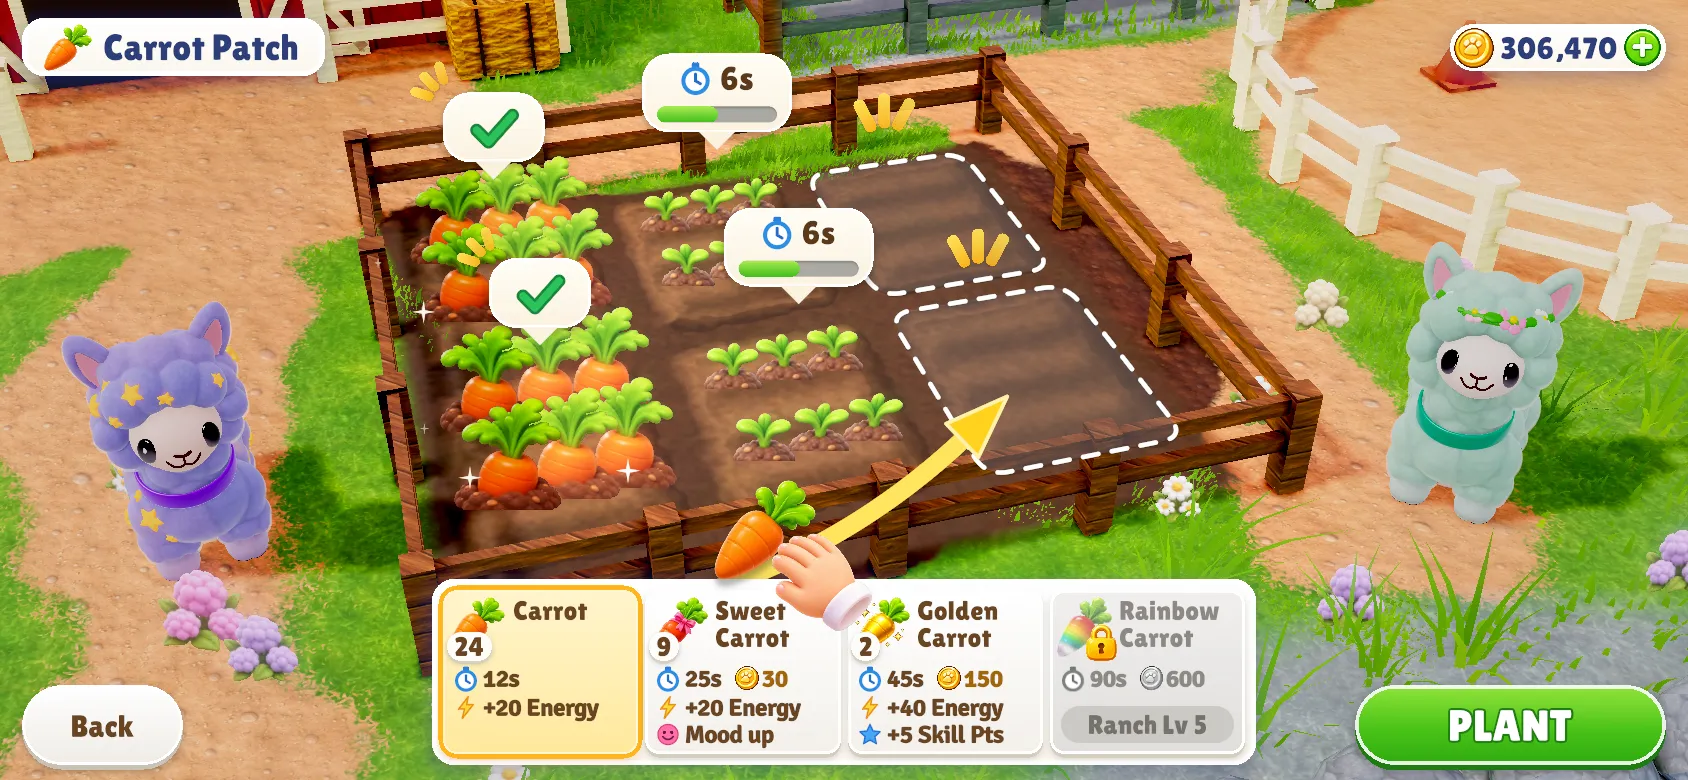 Carrot Patch
306,470
6s
6s
Carrot
24
12s
+20 Energy
Sweet
Carrot
9
25s 30
+20 Energy
Mood up
Golden
Carrot
2
45s 150
+40 Energy
+5 Skill Pts
Rainbow
Carrot
90s 600
Ranch Lv 5
Back
PLANT